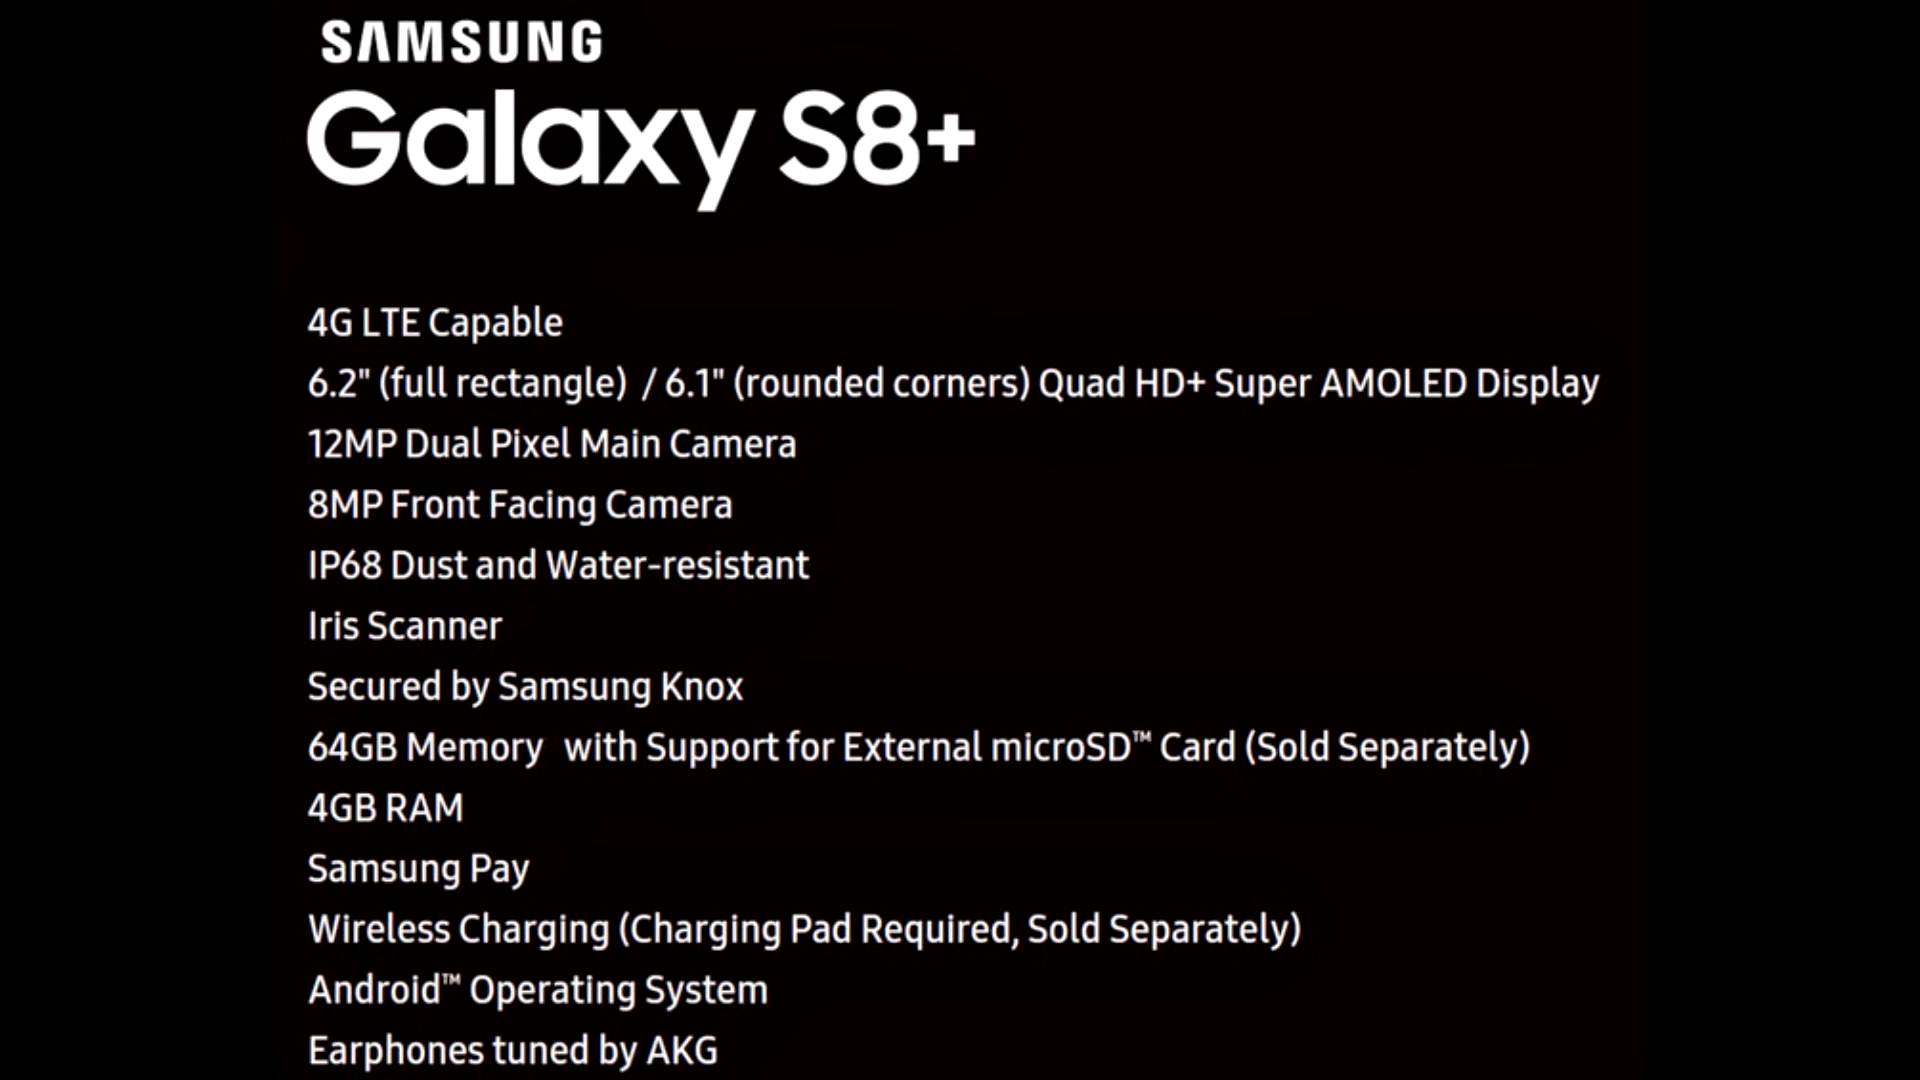 SAMSUNG
Galaxy S8+
4G LTE Capable
6.2" (full rectangle) / 6.1" (rounded corners) Quad HD+ Super AMOLED Display
12MP Dual Pixel Main Camera
8MP Front Facing Camera
IP68 Dust and Water-resistant
Iris Scanner
Secured by Samsung Knox
64GB Memory with Support for External microSD™ Card (Sold Separately)
4GB RAM
Samsung Pay
Wireless Charging (Charging Pad Required, Sold Separately)
Android™ Operating System
Earphones tuned by AKG